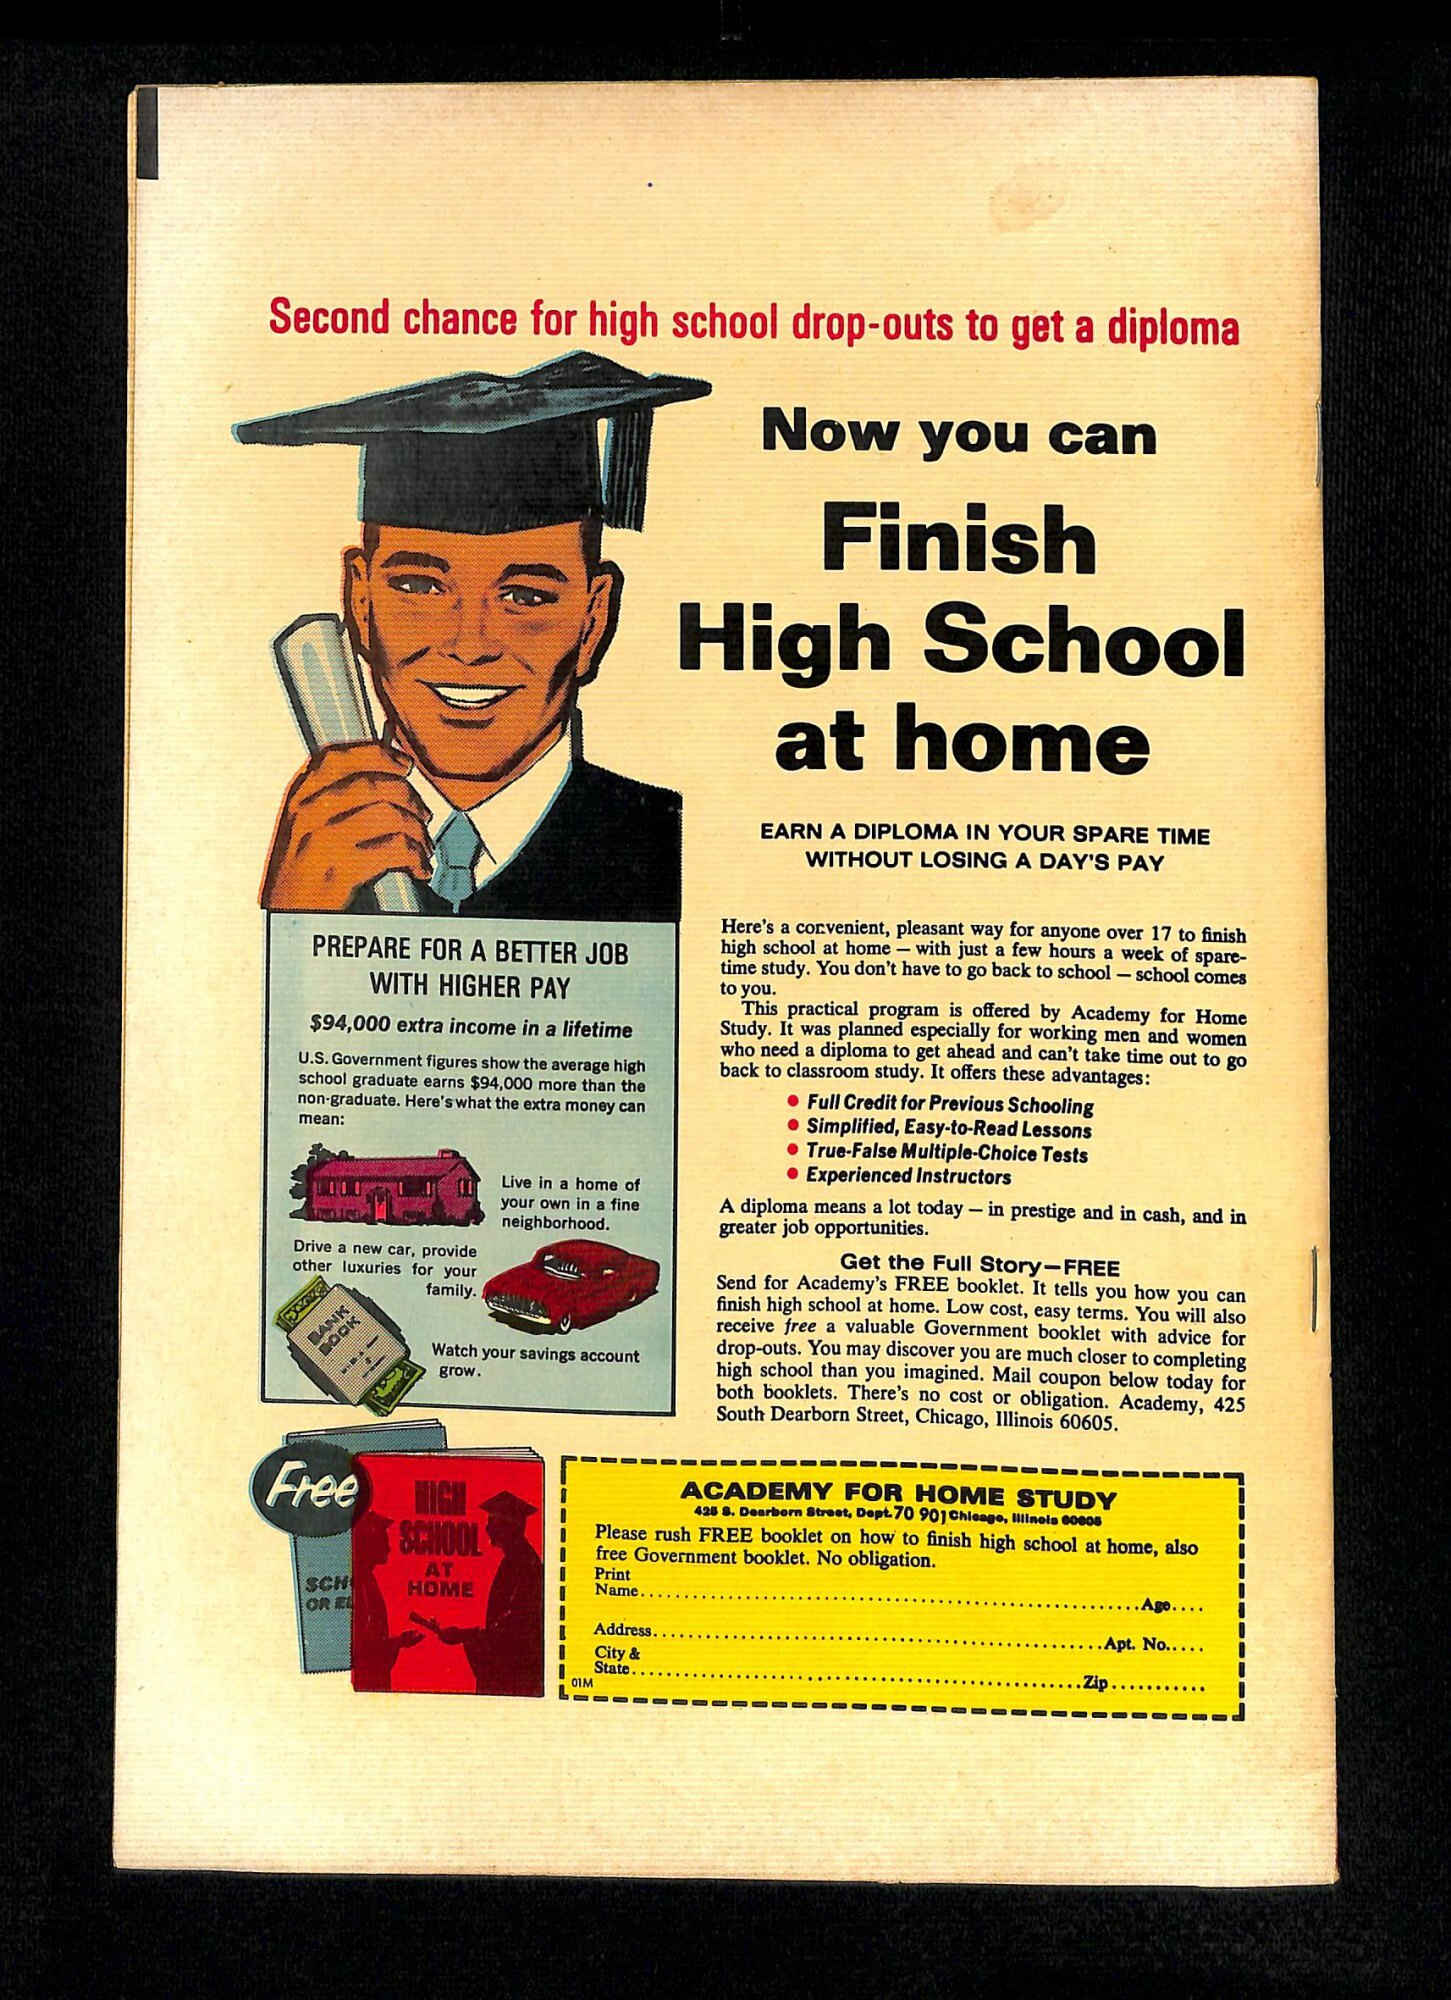 Second chance for high school drop-outs to get a diploma
Now you can
Finish
High School
at home
EARN A DIPLOMA IN YOUR SPARE TIME
WITHOUT LOSING A DAY'S PAY
PREPARE FOR A BETTER JOB
WITH HIGHER PAY
$94,000 extra income in a lifetime
U.S. Government figures show the average high
school graduate earns $94,000 more than the
non-graduate. Here's what the extra money can
mean:
Live in a home of
your own in a fine
neighborhood.
Drive a new car, provide
other luxuries for your
family.
BANK
BOOK
Watch your savings account
grow.
Here's a convenient, pleasant way for anyone over 17 to finish
high school at home — with just a few hours a week of spare-
time study. You don't have to go back to school — school comes
to you.
This practical program is offered by Academy for Home
Study. It was planned especially for working men and women
who need a diploma to get ahead and can't take time out to go
back to classroom study. It offers these advantages:
• Full Credit for Previous Schooling
• Simplified, Easy-to-Read Lessons
• True-False Multiple-Choice Tests
• Experienced Instructors
A diploma means a lot today — in prestige and in cash, and in
greater job opportunities.
Get the Full Story—FREE
Send for Academy's FREE booklet. It tells you how you can
finish high school at home. Low cost, easy terms. You will also
receive free a valuable Government booklet with advice for
drop-outs. You may discover you are much closer to completing
high school than you imagined. Mail coupon below today for
both booklets. There's no cost or obligation. Academy, 425
South Dearborn Street, Chicago, Illinois 60605.
Free
SCH
OR EL
HIGH
SCHOOL
AT
HOME
ACADEMY FOR HOME STUDY
425 S. Dearborn Street, Dept. 70 901 Chicago, Illinois 60605
Please rush FREE booklet on how to finish high school at home, also
free Government booklet. No obligation.
Print
Name.......................................................Age....
Address..................................................Apt. No.....
City &
State..................................................Zip...........
01M